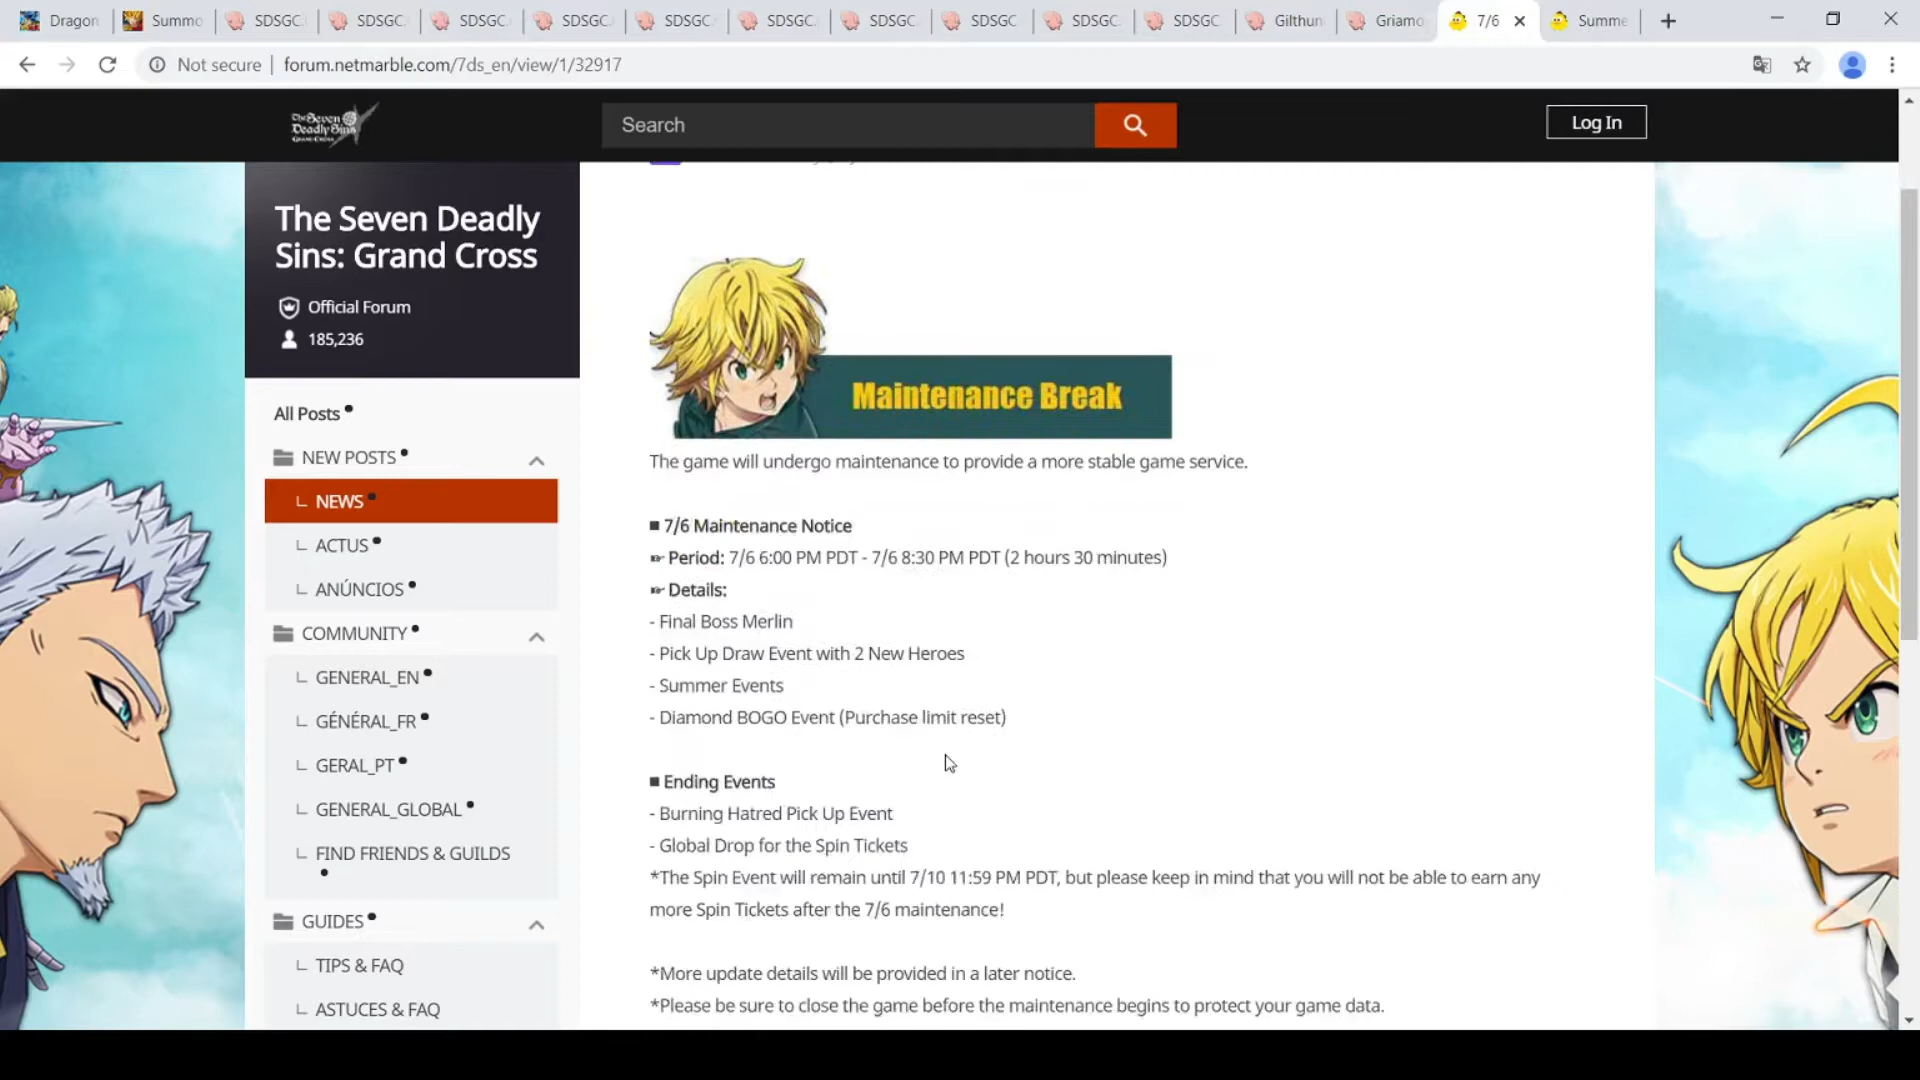 Dragon
Summo
SDSGC
SDSGC
SDSGC
SDSGC
SDSGC
SDSGC
SDSGC
SDSGC
SDSGC
SDSGC
Gilthun
Griamo
7/6
Summe
Not secure
forum.netmarble.com/7ds_en/view/1/32917
The Seven
Deadly Sins
Grand Cross
Search
Log In
The Seven Deadly
Sins: Grand Cross
Official Forum
185,236
All Posts
NEW POSTS
NEWS
ACTUS
ANÚNCIOS
COMMUNITY
GENERAL_EN
GÉNÉRAL_FR
GERAL_PT
GENERAL_GLOBAL
FIND FRIENDS & GUILDS
GUIDES
TIPS & FAQ
ASTUCES & FAQ
Maintenance Break
The game will undergo maintenance to provide a more stable game service.
■ 7/6 Maintenance Notice
☞ Period: 7/6 6:00 PM PDT - 7/6 8:30 PM PDT (2 hours 30 minutes)
☞ Details:
- Final Boss Merlin
- Pick Up Draw Event with 2 New Heroes
- Summer Events
- Diamond BOGO Event (Purchase limit reset)
■ Ending Events
- Burning Hatred Pick Up Event
- Global Drop for the Spin Tickets
*The Spin Event will remain until 7/10 11:59 PM PDT, but please keep in mind that you will not be able to earn any
more Spin Tickets after the 7/6 maintenance!
*More update details will be provided in a later notice.
*Please be sure to close the game before the maintenance begins to protect your game data.